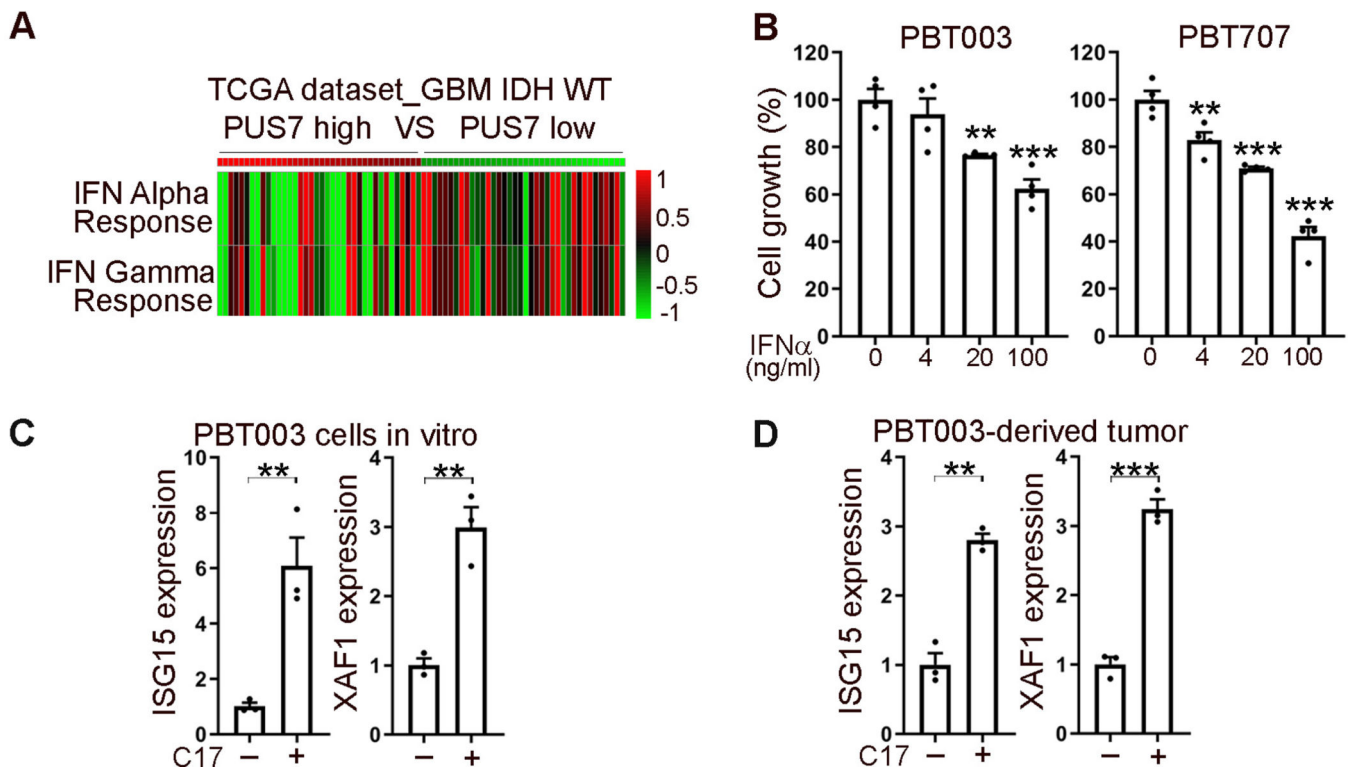 A
TCGA dataset_GBM IDH WT
PUS7 high VS PUS7 low
IFN Alpha
Response
IFN Gamma
Response
1
0.5
0
-0.5
-1
B
PBT003
PBT707
Cell growth (%)
120
100
80
60
40
20
0
**
***
120
100
80
60
40
20
0
**
***
***
IFNα
(ng/ml)
0 4 20 100
0 4 20 100
C
PBT003 cells in vitro
ISG15 expression
10
8
6
4
2
0
**
XAF1 expression
4
3
2
1
0
**
C17 – +
– +
D
PBT003-derived tumor
ISG15 expression
4
3
2
1
0
**
XAF1 expression
4
3
2
1
0
***
C17 – +
– +